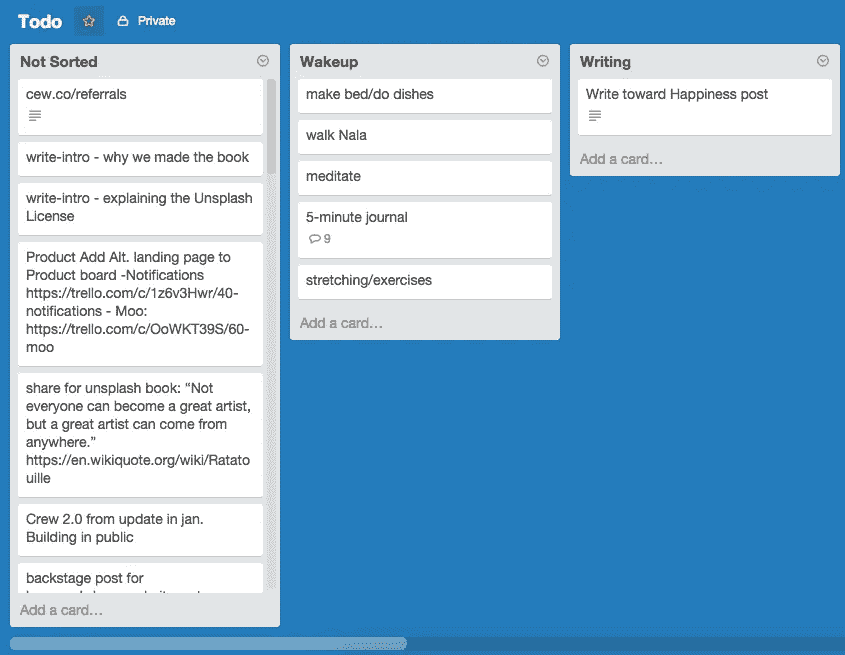 Todo
Private
Not Sorted
cew.co/referrals
write-intro - why we made the book
write-intro - explaining the Unsplash
License
Product Add Alt. landing page to
Product board -Notifications
https://trello.com/c/1z6v3Hwr/40-
notifications - Moo:
https://trello.com/c/OoWKT39S/60-
moo
share for unsplash book: “Not
everyone can become a great artist,
but a great artist can come from
anywhere.”
https://en.wikiquote.org/wiki/Ratato
uille
Crew 2.0 from update in jan.
Building in public
backstage post for
Add a card…
Wakeup
make bed/do dishes
walk Nala
meditate
5-minute journal
9
stretching/exercises
Add a card…
Writing
Write toward Happiness post
Add a card…